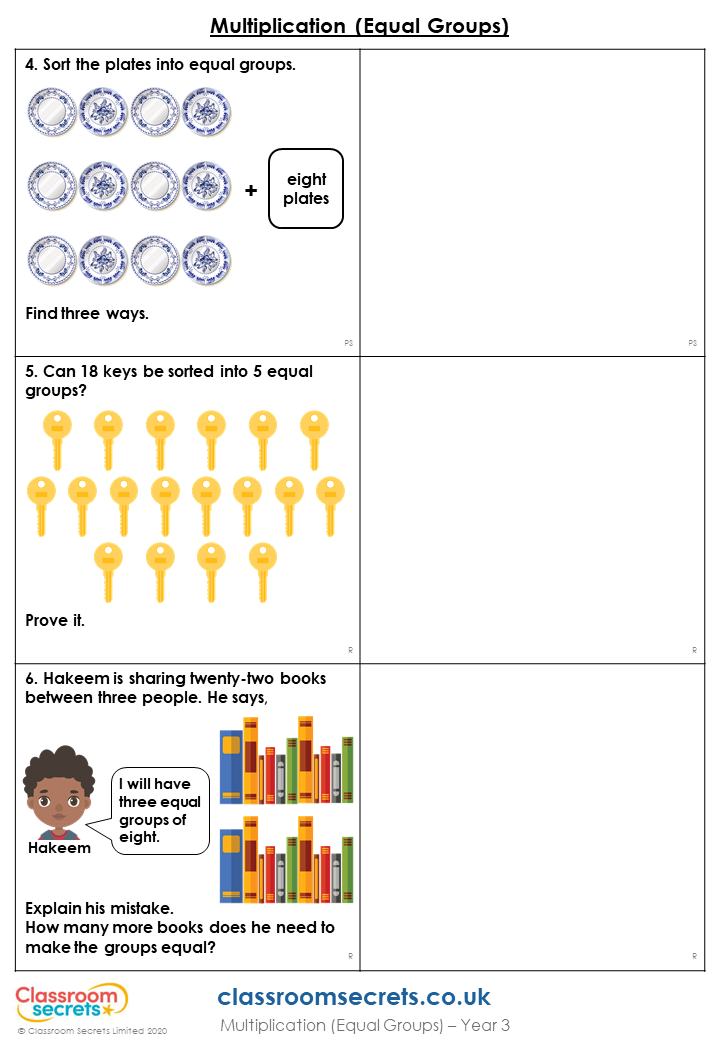 Multiplication (Equal Groups)
4. Sort the plates into equal groups.
+
eight
plates
Find three ways.
PS
PS
5. Can 18 keys be sorted into 5 equal
groups?
Prove it.
R
R
6. Hakeem is sharing twenty-two books
between three people. He says,
I will have
three equal
groups of
eight.
Hakeem
Explain his mistake.
How many more books does he need to
make the groups equal?
R
R
Classroom
secrets
© Classroom Secrets Limited 2020
classroomsecrets.co.uk
Multiplication (Equal Groups) – Year 3